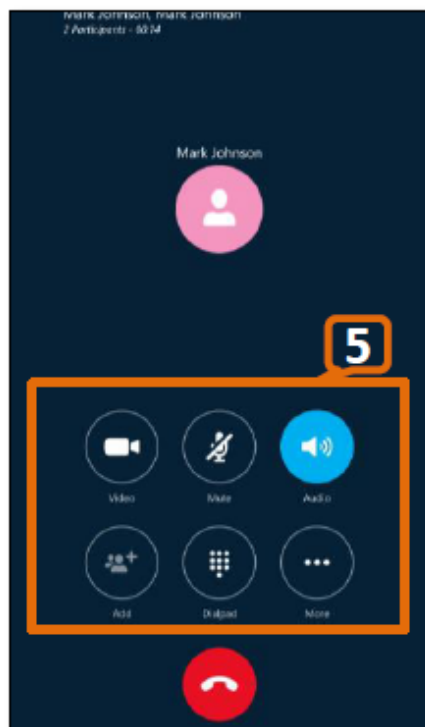 Mark Johnson, Mark Johnson
2 Participants - 00:14
Mark Johnson
5
Video Mute Audio
Add Dialpad More